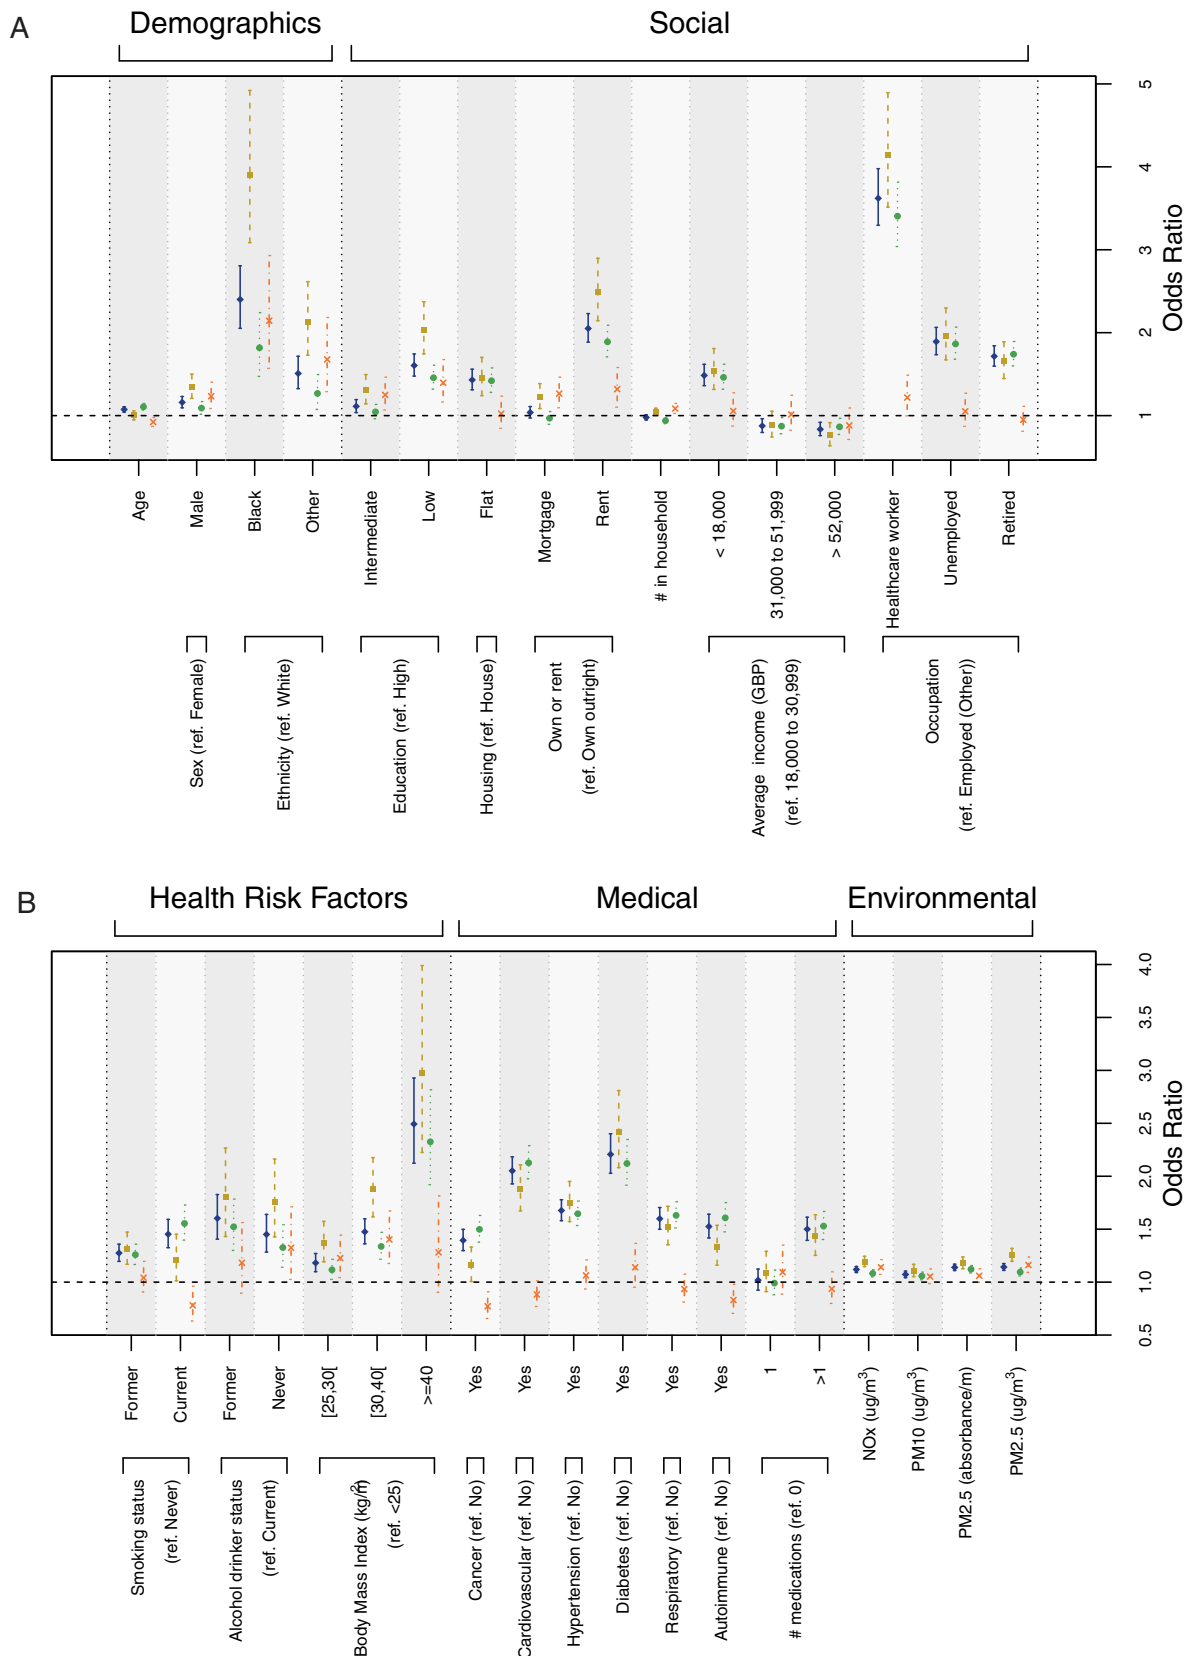 A
Demographics
Social
5
4
3
2
1
Odds Ratio
Age
Male
Black
Other
Intermediate
Low
Flat
Mortgage
Rent
# in household
< 18,000
31,000 to 51,999
> 52,000
Healthcare worker
Unemployed
Retired
Sex (ref. Female)
Ethnicity (ref. White)
Education (ref. High)
Housing (ref. House)
Own or rent
(ref. Own outright)
Average income (GBP)
(ref. 18,000 to 30,999)
Occupation
(ref. Employed (Other))
B
Health Risk Factors
Medical
Environmental
4.0
3.5
3.0
2.5
2.0
1.5
1.0
0.5
Odds Ratio
Former
Current
Former
Never
[25,30[
[30,40[
>=40
Yes
Yes
Yes
Yes
Yes
Yes
1
>1
NOx (ug/m³)
PM10 (ug/m³)
PM2.5 (absorbance/m)
PM2.5 (ug/m³)
Smoking status
(ref. Never)
Alcohol drinker status
(ref. Current)
Body Mass Index (kg/m²)
(ref. <25)
Cancer (ref. No)
Cardiovascular (ref. No)
Hypertension (ref. No)
Diabetes (ref. No)
Respiratory (ref. No)
Autoimmune (ref. No)
# medications (ref. 0)